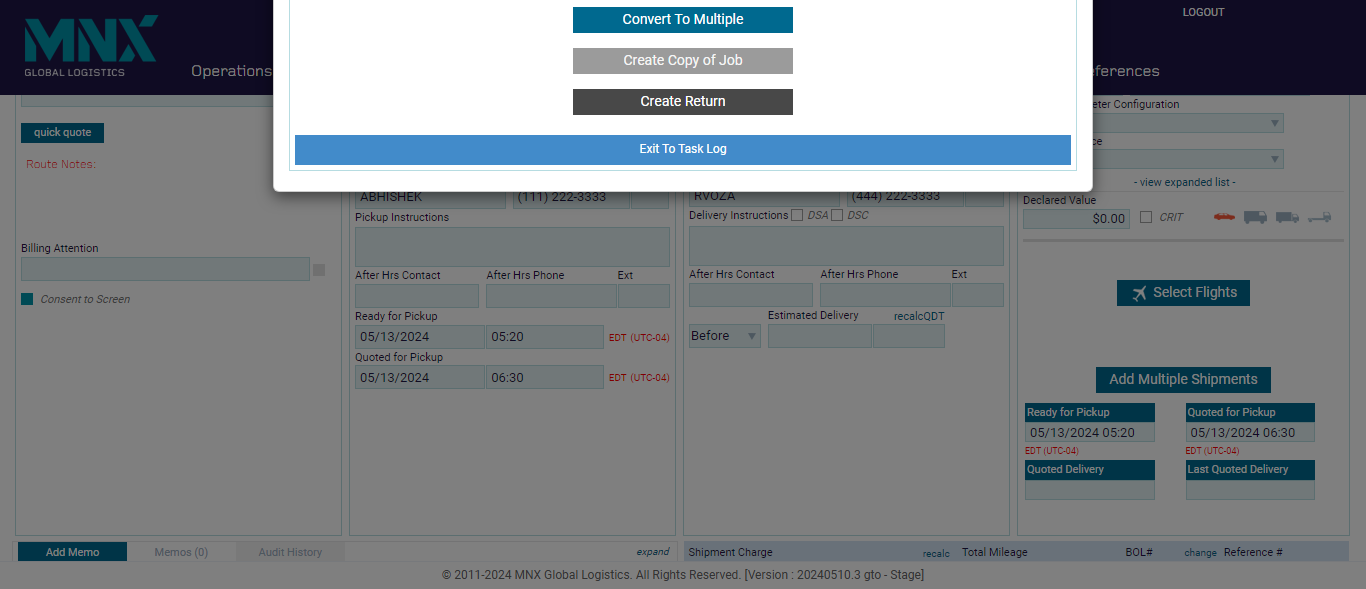 MNX
GLOBAL LOGISTICS
LOGOUT
Operations
Convert To Multiple
Create Copy of Job
Create Return
Exit To Task Log
quick quote
Route Notes:
Billing Attention
Consent to Screen
ABHISHEK (111) 222-3333
Pickup Instructions
After Hrs Contact After Hrs Phone Ext
Ready for Pickup
05/13/2024 05:20 EDT (UTC-04)
Quoted for Pickup
05/13/2024 06:30 EDT (UTC-04)
RVOZA (444) 222-3333
Delivery Instructions DSA DSC
After Hrs Contact After Hrs Phone Ext
Estimated Delivery recalcQDT
Before
ferences
eter Configuration
ce
- view expanded list -
Declared Value
$0.00 CRIT
Select Flights
Add Multiple Shipments
Ready for Pickup Quoted for Pickup
05/13/2024 05:20 05/13/2024 06:30
EDT (UTC-04) EDT (UTC-04)
Quoted Delivery Last Quoted Delivery
Add Memo Memos (0) Audit History expand
Shipment Charge recalc Total Mileage BOL# change Reference #
© 2011-2024 MNX Global Logistics. All Rights Reserved. [Version : 20240510.3 gto - Stage]